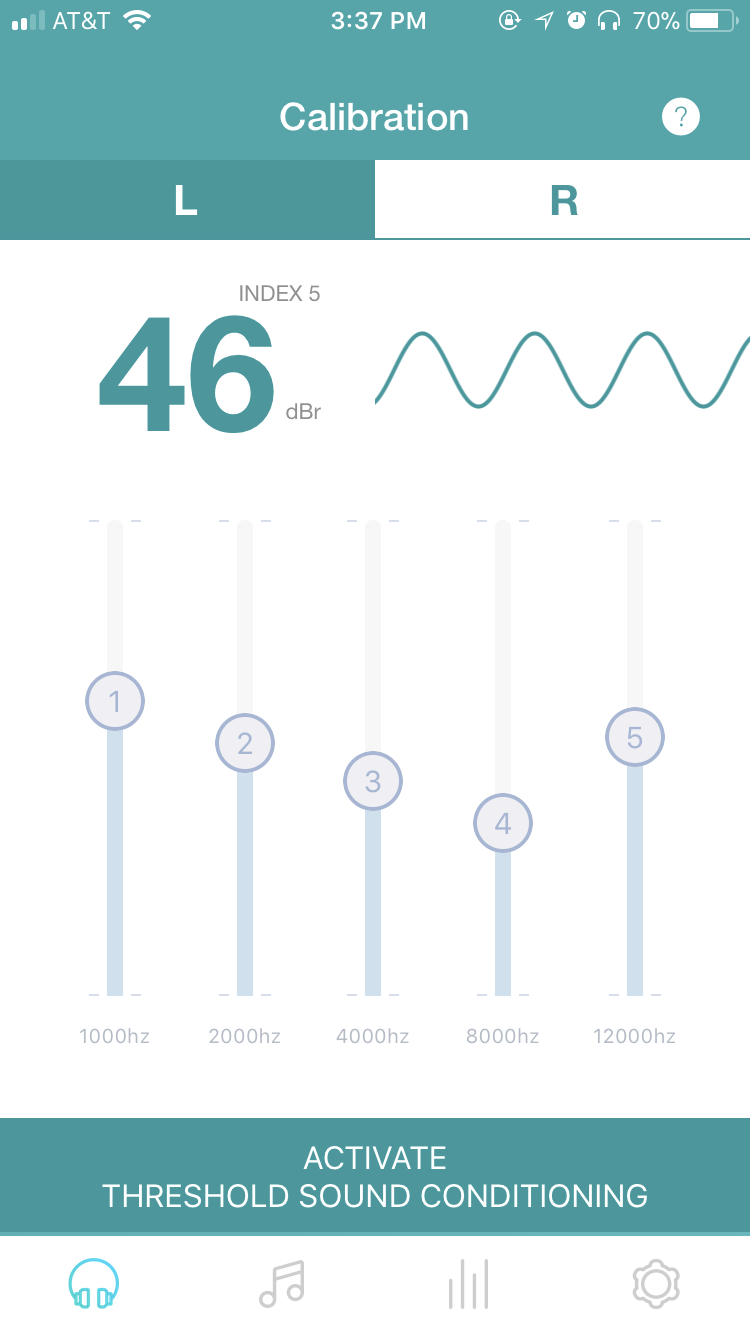 AT&T 3:37 PM 70%
Calibration ?
L R
INDEX 5
46 dBr
1
2
3
4
5
1000hz 2000hz 4000hz 8000hz 12000hz
ACTIVATE
THRESHOLD SOUND CONDITIONING